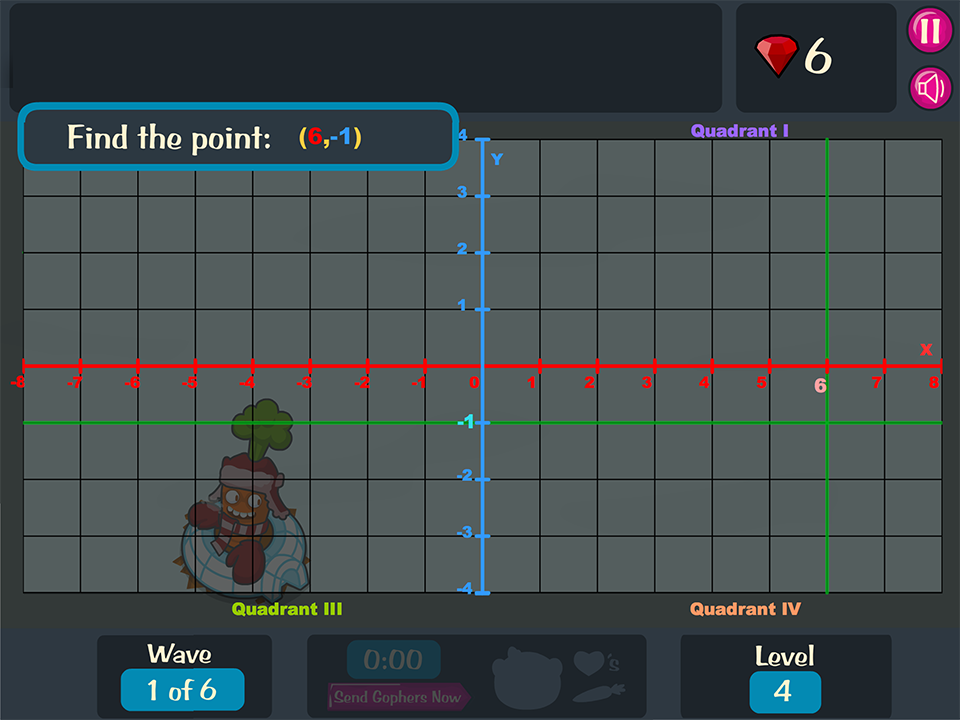 6
Find the point: (6,-1)
Quadrant I
4
Y
3
2
1
X
-8 -7 -6 -5 -4 -3 -2 -1 0 1 2 3 4 5 6 7 8
-1
-2
-3
-4
Quadrant III
Quadrant IV
Wave
1 of 6
0:00
's
Send Gophers Now
Level
4